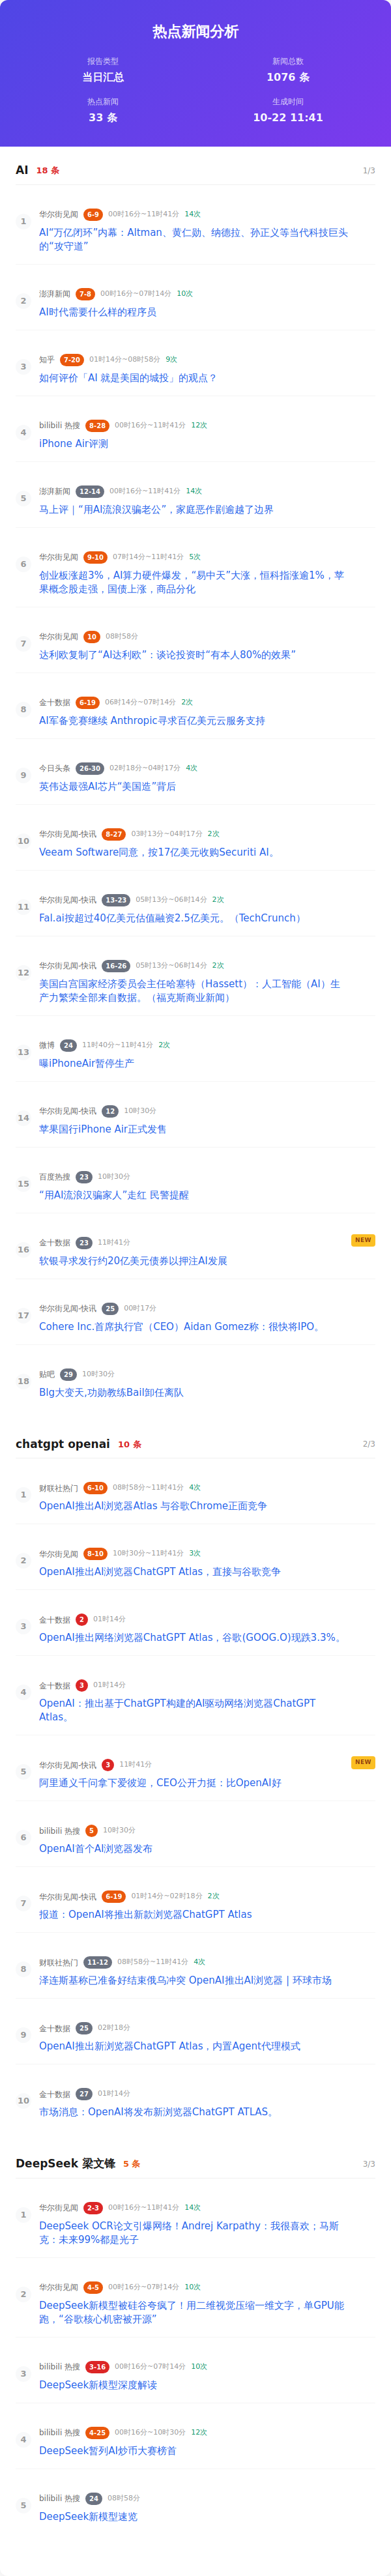 热点新闻分析
报告类型
新闻总数
当日汇总
1076 条
热点新闻
生成时间
33 条
10-22 11:41
AI 18 条
1/3
1
华尔街见闻 6-9 00时16分~11时41分 14次
AI“万亿闭环”内幕：Altman、黄仁勋、纳德拉、孙正义等当代科技巨头
的“攻守道”
2
澎湃新闻 7-8 00时16分~07时14分 10次
AI时代需要什么样的程序员
3
知乎 7-20 01时14分~08时58分 9次
如何评价「AI 就是美国的城投」的观点？
4
bilibili 热搜 8-28 00时16分~11时41分 12次
iPhone Air评测
5
澎湃新闻 12-14 00时16分~11时41分 14次
马上评｜“用AI流浪汉骗老公”，家庭恶作剧逾越了边界
6
华尔街见闻 9-10 07时14分~11时41分 5次
创业板涨超3%，AI算力硬件爆发，“易中天”大涨，恒科指涨逾1%，苹
果概念股走强，国债上涨，商品分化
7
华尔街见闻 10 08时58分
达利欧复制了“AI达利欧”：谈论投资时“有本人80%的效果”
8
金十数据 6-19 06时14分~07时14分 2次
AI军备竞赛继续 Anthropic寻求百亿美元云服务支持
9
今日头条 26-30 02时18分~04时17分 4次
英伟达最强AI芯片“美国造”背后
10
华尔街见闻-快讯 8-27 03时13分~04时17分 2次
Veeam Software同意，按17亿美元收购Securiti AI。
11
华尔街见闻-快讯 13-23 05时13分~06时14分 2次
Fal.ai按超过40亿美元估值融资2.5亿美元。（TechCrunch）
12
华尔街见闻-快讯 16-26 05时13分~06时14分 2次
美国白宫国家经济委员会主任哈塞特（Hassett）：人工智能（AI）生
产力繁荣全部来自数据。（福克斯商业新闻）
13
微博 24 11时40分~11时41分 2次
曝iPhoneAir暂停生产
14
华尔街见闻-快讯 12 10时30分
苹果国行iPhone Air正式发售
15
百度热搜 23 10时30分
“用AI流浪汉骗家人”走红 民警提醒
16
金十数据 23 11时41分
NEW
软银寻求发行约20亿美元债券以押注AI发展
17
华尔街见闻-快讯 25 00时17分
Cohere Inc.首席执行官（CEO）Aidan Gomez称：很快将IPO。
18
贴吧 29 10时30分
Blg大变天,功勋教练Bail卸任离队
chatgpt openai 10 条
2/3
1
财联社热门 6-10 08时58分~11时41分 4次
OpenAI推出AI浏览器Atlas 与谷歌Chrome正面竞争
2
华尔街见闻 8-10 10时30分~11时41分 3次
OpenAI推出AI浏览器ChatGPT Atlas，直接与谷歌竞争
3
金十数据 2 01时14分
OpenAI推出网络浏览器ChatGPT Atlas，谷歌(GOOG.O)现跌3.3%。
4
金十数据 3 01时14分
OpenAI：推出基于ChatGPT构建的AI驱动网络浏览器ChatGPT
Atlas。
5
华尔街见闻-快讯 3 11时41分
NEW
阿里通义千问拿下爱彼迎，CEO公开力挺：比OpenAI好
6
bilibili 热搜 5 10时30分
OpenAI首个AI浏览器发布
7
华尔街见闻-快讯 6-19 01时14分~02时18分 2次
报道：OpenAI将推出新款浏览器ChatGPT Atlas
8
财联社热门 11-12 08时58分~11时41分 4次
泽连斯基称已准备好结束俄乌冲突 OpenAI推出AI浏览器 | 环球市场
9
金十数据 25 02时18分
OpenAI推出新浏览器ChatGPT Atlas，内置Agent代理模式
10
金十数据 27 01时14分
市场消息：OpenAI将发布新浏览器ChatGPT ATLAS。
DeepSeek 梁文锋 5 条
3/3
1
华尔街见闻 2-3 00时16分~11时41分 14次
DeepSeek OCR论文引爆网络！Andrej Karpathy：我很喜欢；马斯
克：未来99%都是光子
2
华尔街见闻 4-5 00时16分~07时14分 10次
DeepSeek新模型被硅谷夸疯了！用二维视觉压缩一维文字，单GPU能
跑，“谷歌核心机密被开源”
3
bilibili 热搜 3-16 00时16分~07时14分 10次
DeepSeek新模型深度解读
4
bilibili 热搜 4-25 00时16分~10时30分 12次
DeepSeek暂列AI炒币大赛榜首
5
bilibili 热搜 24 08时58分
DeepSeek新模型速览